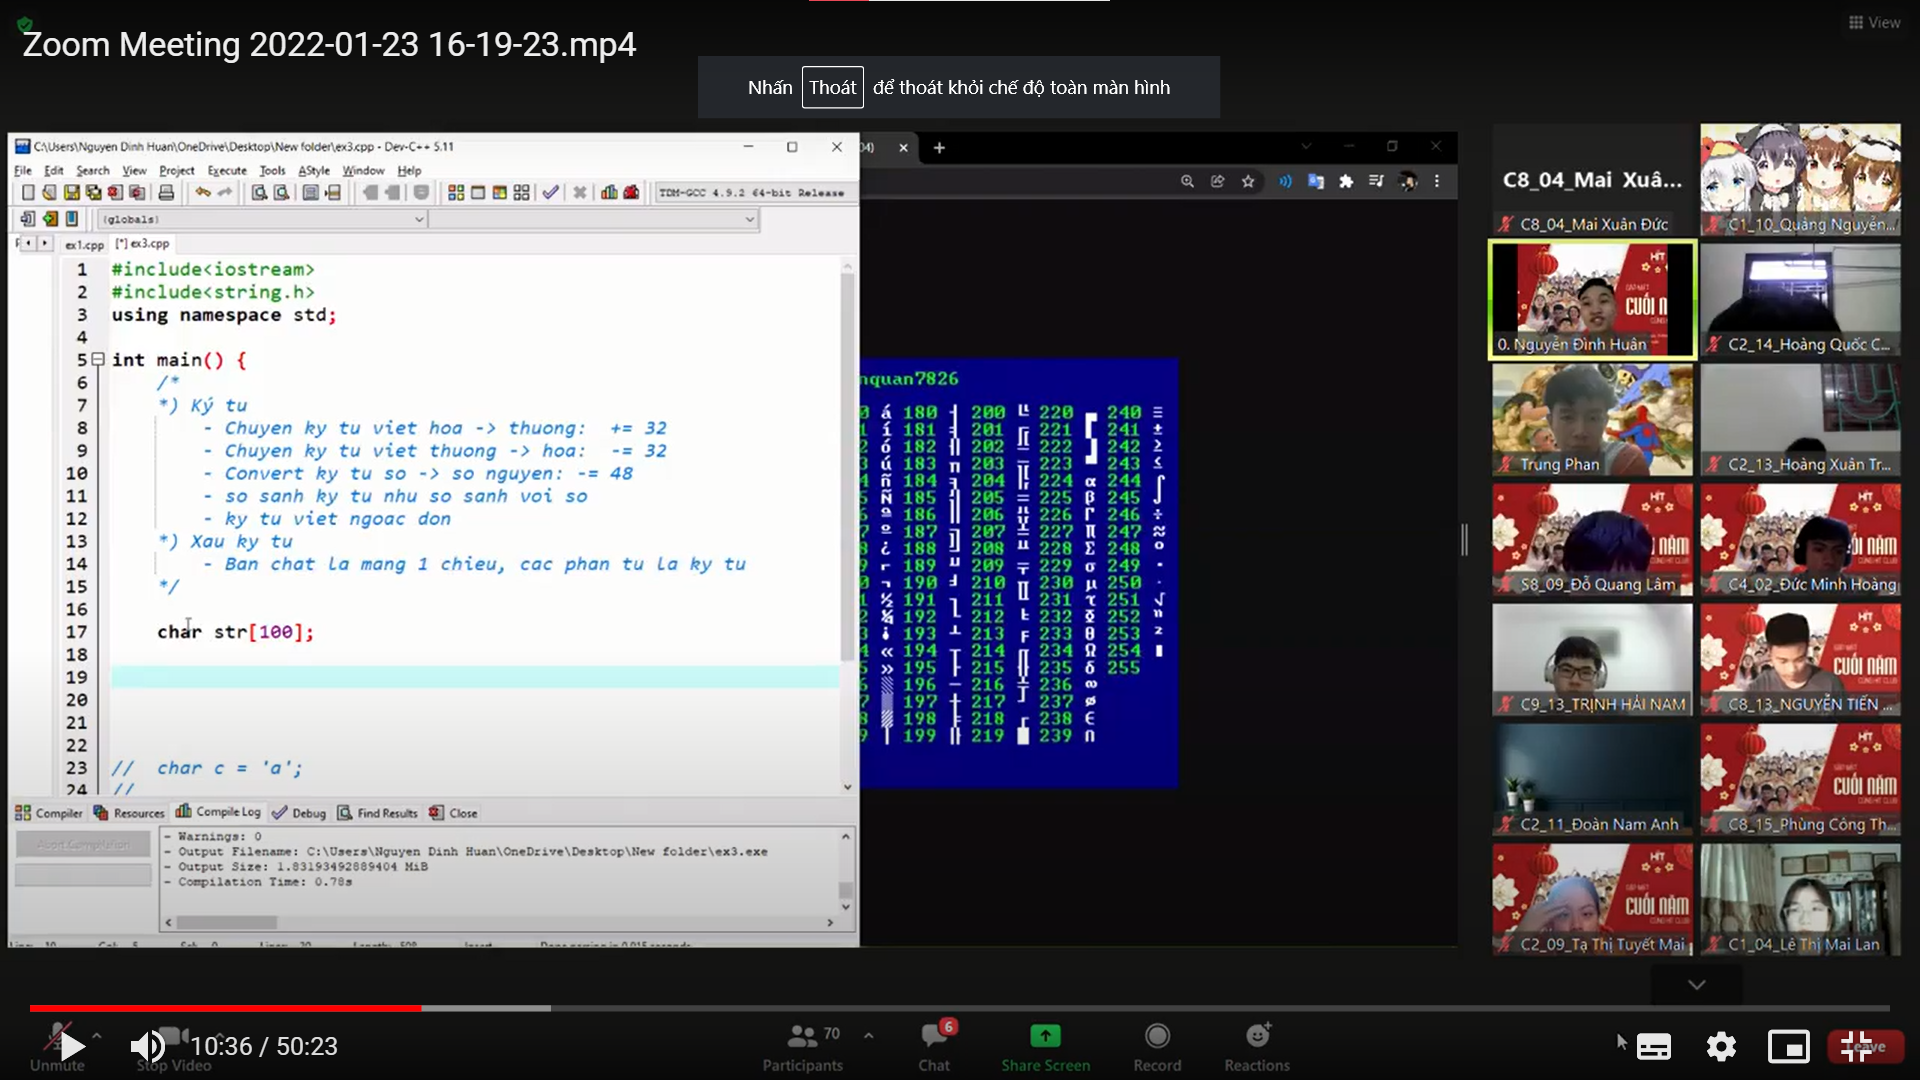 View
Zoom Meeting 2022-01-23 16-19-23.mp4
Nhấn Thoát để thoát khỏi chế độ toàn màn hình
C:\Users\Nguyen Dinh Huan\OneDrive\Desktop\New folder\ex3.cpp - Dev-C++ 5.11
File Edit Search View Project Execute Tools AStyle Window Help
TDM-GCC 4.9.2 64-bit Release
(globals)
ex1.cpp [*] ex3.cpp
1 #include<iostream>
2 #include<string.h>
3 using namespace std;
4
5 int main() {
6 /*
7 *) Ký tu
8 - Chuyen ky tu viet hoa -> thuong: += 32
9 - Chuyen ky tu viet thuong -> hoa: -= 32
10 - Convert ky tu so -> so nguyen: -= 48
11 - so sanh ky tu nhu so sanh voi so
12 - ky tu viet ngoac don
13 *) Xau ky tu
14 - Ban chat la mang 1 chieu, cac phan tu la ky tu
15 */
16
17 char str[100];
18
19
20
21
22
23 // char c = 'a';
24 //
Compiler Resources Compile Log Debug Find Results Close
Abort Compilation
- Warnings: 0
- Output Filename: C:\Users\Nguyen Dinh Huan\OneDrive\Desktop\New folder\ex3.exe
- Output Size: 1.83193492889404 MiB
- Compilation Time: 0.78s
nquan7826
á 180 ┤ 200 ╚ 220 ▄ 240 ≡
í 181 201 221 241 ±
ó 182 202 222 242 ≥
ú 183 203 223 243 ≤
ñ 184 204 224 α 244
Ñ 185 205 225 β 245
ª 186 206 226 Γ 246 ÷
º 187 207 227 π 247 ≈
¿ 188 208 228 Σ 248 °
189 209 229 σ 249
190 210 230 µ 250 ·
½ 191 211 231 τ 251 √
¼ 192 212 232 Φ 252 ⁿ
¡ 193 213 233 θ 253 ²
« 194 214 234 Ω 254 ■
» 195 215 235 δ 255
196 216 236 ∞
197 217 237 ø
198 218 238 ∈
199 219 239 ∩
C8_04_Mai Xuâ...
C8_04_Mai Xuân Đức
C1_10_Quảng Nguyễn...
0. Nguyễn Đình Huân
C2_14_Hoàng Quốc C...
Trung Phan
C2_13_Hoàng Xuân Tr...
S8_09_Đỗ Quang Lâm
C4_02_Đức Minh Hoàng
C9_13_TRỊNH HẢI NAM
C8_13_NGUYỄN TIẾN ...
C2_11_Đoàn Nam Anh
C8_15_Phùng Công Th...
C2_09_Tạ Thị Tuyết Mai
C1_04_Lê Thị Mai Lan
10:36 / 50:23
Unmute
Stop Video
70
Participants
6
Chat
Share Screen
Record
Reactions
Leave